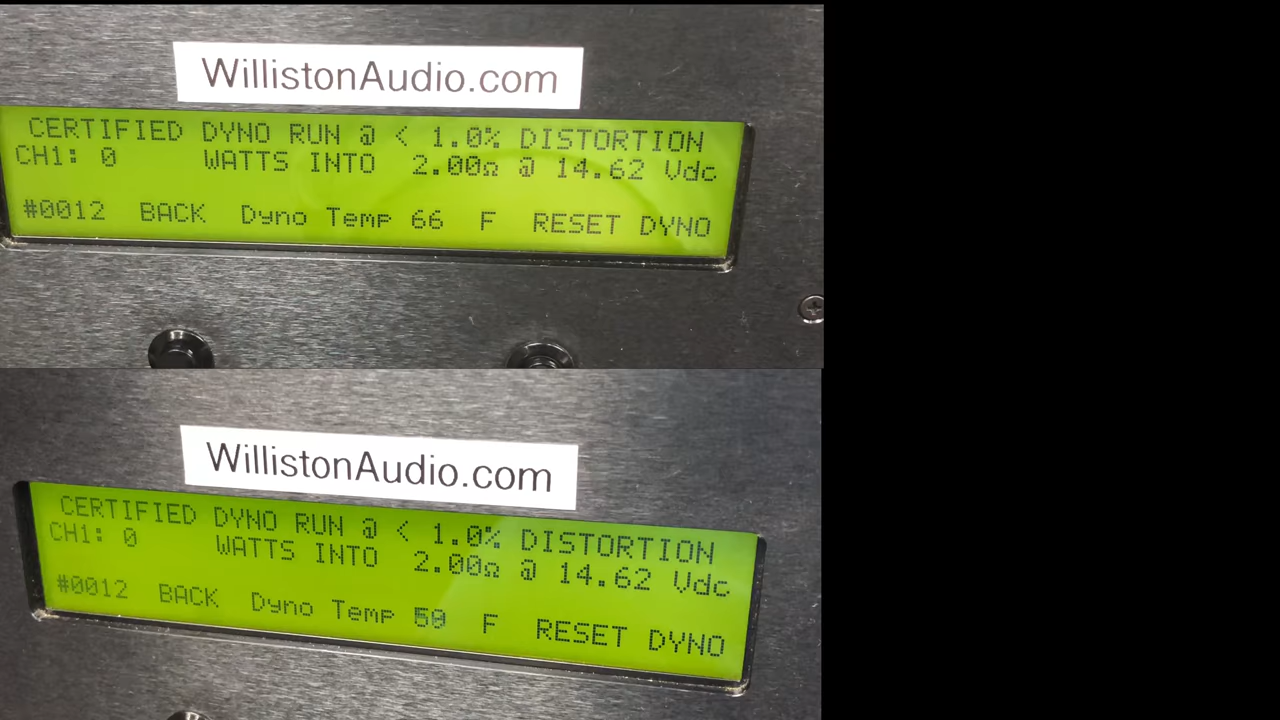 WillistonAudio.com
CERTIFIED DYNO RUN @ < 1.0% DISTORTION
CH1: 0 WATTS INTO 2.00Ω @ 14.62 Vdc
#0012 BACK Dyno Temp 66 F RESET DYNO
WillistonAudio.com
CERTIFIED DYNO RUN @ < 1.0% DISTORTION
CH1: 0 WATTS INTO 2.00Ω @ 14.62 Vdc
#0012 BACK Dyno Temp F RESET DYNO